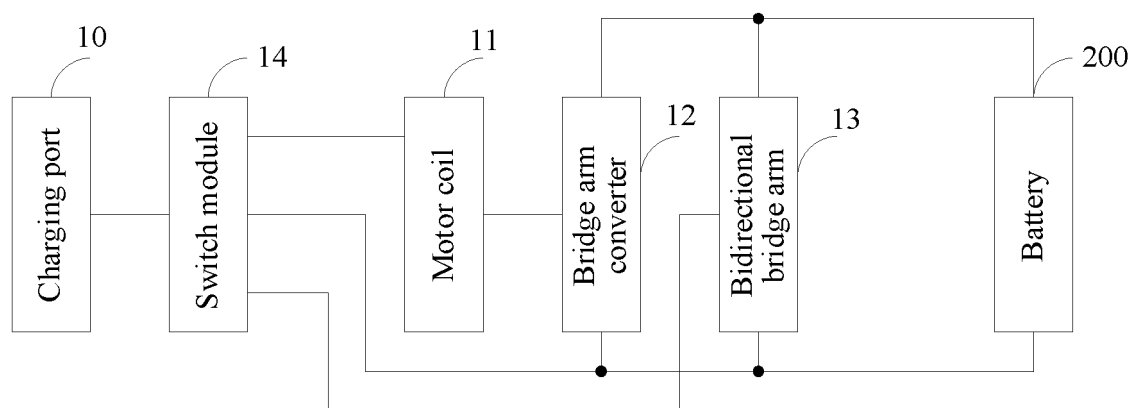 10
14
11
12
13
200
Charging port
Switch module
Motor coil
Bridge arm
converter
Bidirectional
bridge arm
Battery